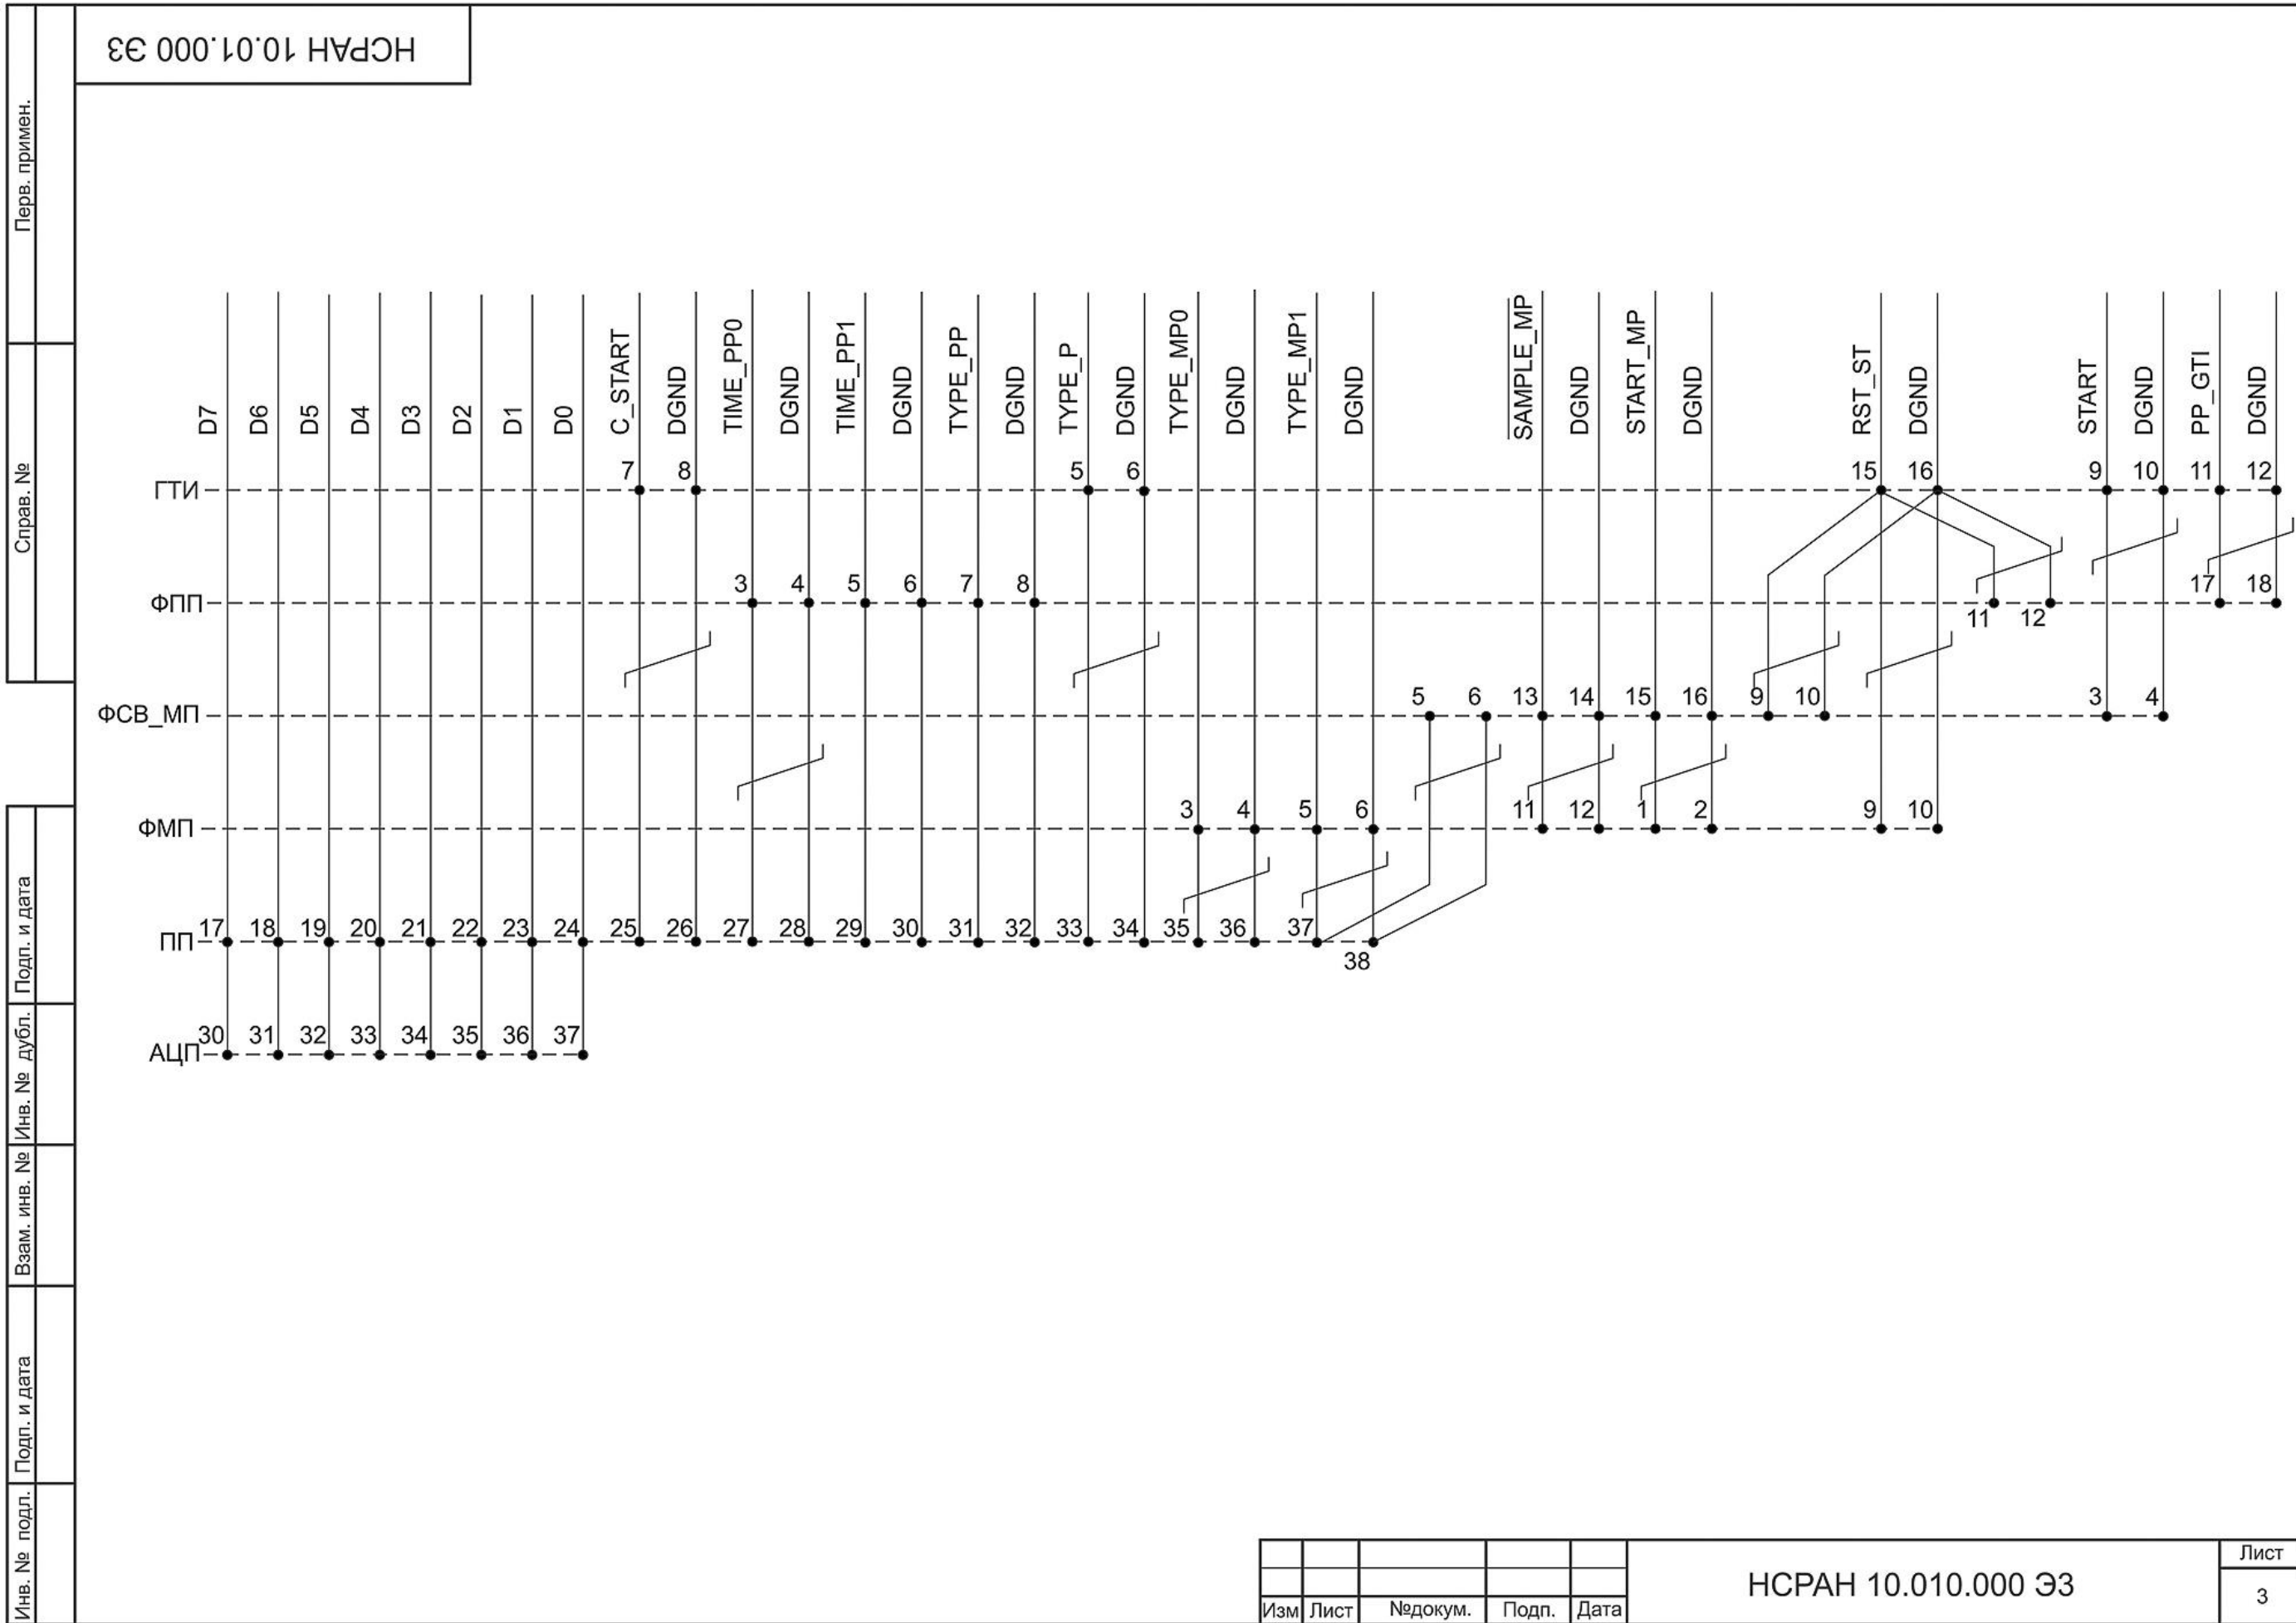 НСРАН 10.01.000 ЭЗ
Перв. примен.
Справ. №
Подп. и дата
Инв. № дубл.
Взам. инв. №
Подп. и дата
Инв. № подл.
D7 D6 D5 D4 D3 D2 D1 D0 C_START DGND TIME_PP0 DGND TIME_PP1 DGND TYPE_PP DGND TYPE_P DGND TYPE_MP0 DGND TYPE_MP1 DGND SAMPLE_MP DGND START_MP DGND RST_ST DGND START DGND PP_GTI DGND
ГТИ 7 8 5 6 15 16 9 10 11 12
ФПП 3 4 5 6 7 8 11 12 17 18
ФСВ_МП 5 6 13 14 15 16 9 10 3 4
ФМП 3 4 5 6 11 12 1 2 9 10
ПП 17 18 19 20 21 22 23 24 25 26 27 28 29 30 31 32 33 34 35 36 37 38
АЦП 30 31 32 33 34 35 36 37
Изм Лист №докум. Подп. Дата
НСРАН 10.010.000 ЭЗ
Лист
3